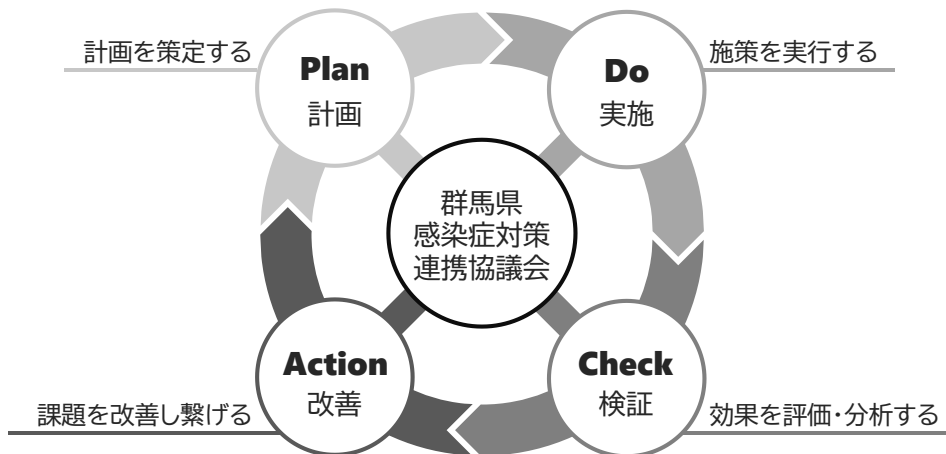 計画を策定する
Plan
計画
Do
実施
施策を実行する
群馬県
感染症対策
連携協議会
課題を改善し繋げる
Action
改善
Check
検証
効果を評価・分析する